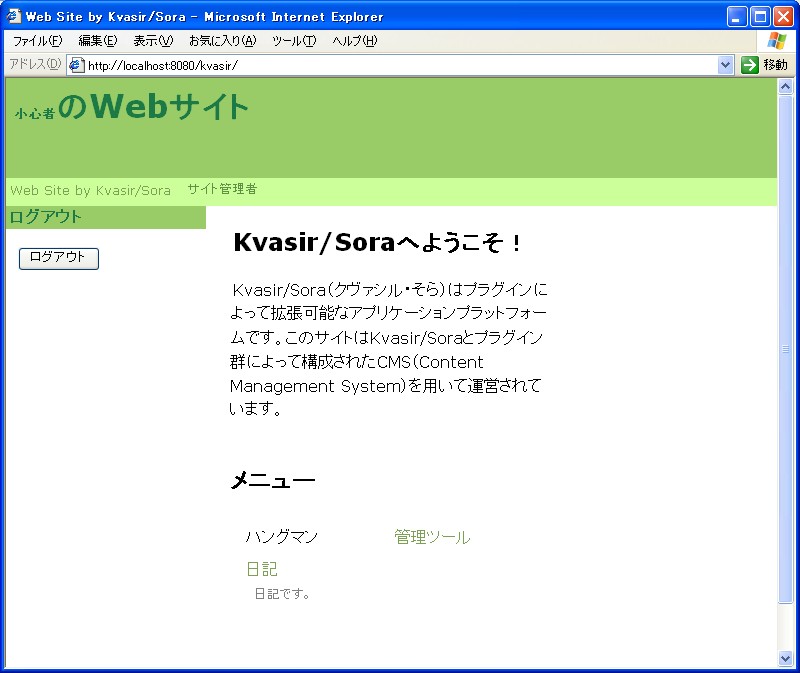 Web Site by Kvasir/Sora - Microsoft Internet Explorer
ファイル(F) 編集(E) 表示(V) お気に入り(A) ツール(T) ヘルプ(H)
アドレス(D) http://localhost:8080/kvasir/ 移動
小心者のWebサイト
Web Site by Kvasir/Sora サイト管理者
ログアウト
ログアウト
Kvasir/Soraへようこそ！
Kvasir/Sora(クヴァシル・そら)はプラグインに
よって拡張可能なアプリケーションプラットフォー
ムです。このサイトはKvasir/Soraとプラグイン
群によって構成されたCMS(Content
Management System)を用いて運営されて
います。
メニュー
ハングマン 管理ツール
日記
日記です。